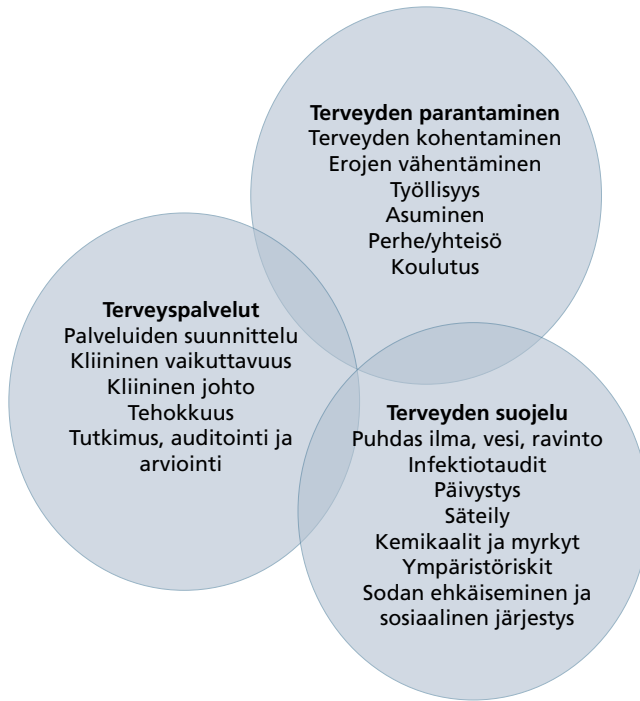 Terveyden parantaminen
Terveyden kohentaminen
Erojen vähentäminen
Työllisyys
Asuminen
Perhe/yhteisö
Koulutus
Terveyspalvelut
Palveluiden suunnittelu
Kliininen vaikuttavuus
Kliininen johto
Tehokkuus
Tutkimus, auditointi ja
arviointi
Terveyden suojelu
Puhdas ilma, vesi, ravinto
Infektiotaudit
Päivystys
Säteily
Kemikaalit ja myrkyt
Ympäristöriskit
Sodan ehkäiseminen ja
sosiaalinen järjestys